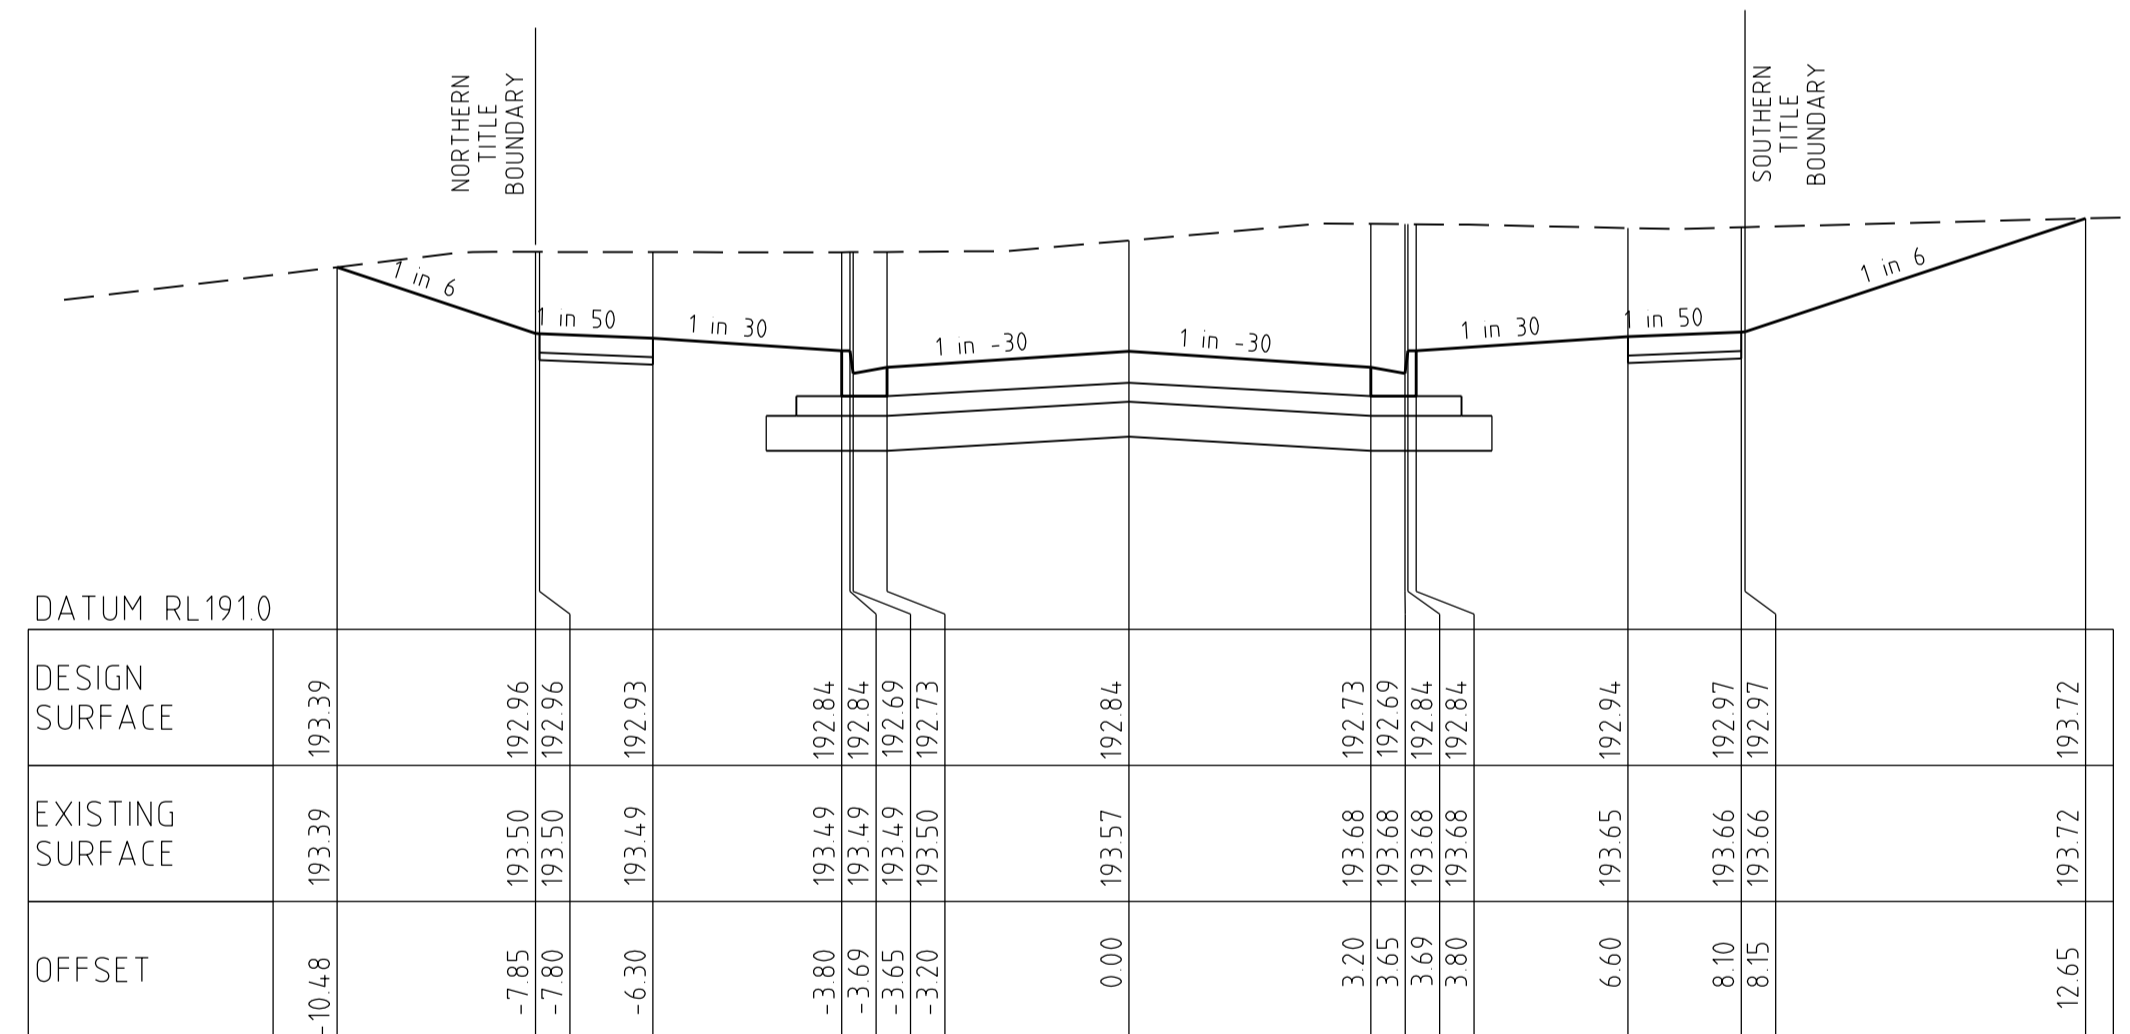 NORTHERN
TITLE
BOUNDARY
SOUTHERN
TITLE
BOUNDARY
1 in 6
1 in 50
1 in 30
1 in -30
1 in -30
1 in 30
1 in 50
1 in 6
DATUM RL191.0
DESIGN
SURFACE
193.39
192.96
192.96
192.93
192.84
192.84
192.69
192.73
192.84
192.73
192.69
192.84
192.84
192.94
192.97
192.97
193.72
EXISTING
SURFACE
193.39
193.50
193.50
193.49
193.49
193.49
193.49
193.50
193.57
193.68
193.68
193.68
193.68
193.65
193.66
193.66
193.72
OFFSET
-10.48
-7.85
-7.80
-6.30
-3.80
-3.69
-3.65
-3.20
0.00
3.20
3.65
3.69
3.80
6.60
8.10
8.15
12.65